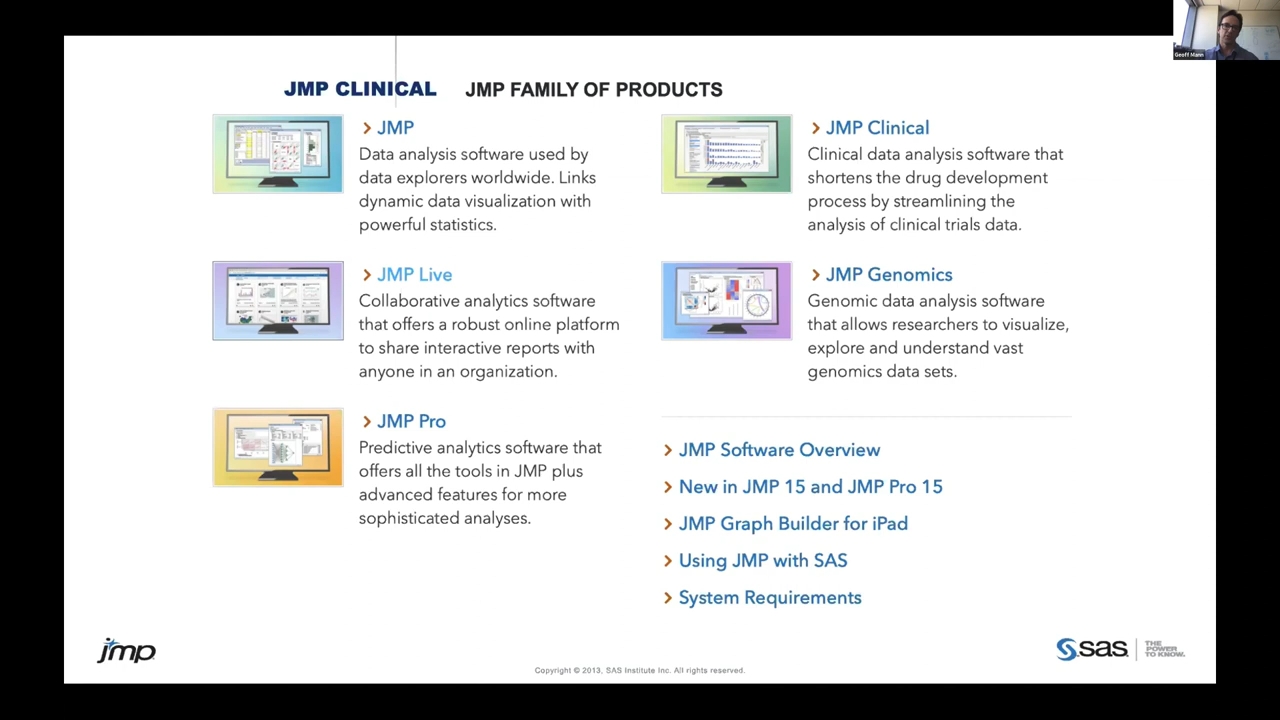 Geoff Mann
JMP CLINICAL JMP FAMILY OF PRODUCTS
JMP
Data analysis software used by
data explorers worldwide. Links
dynamic data visualization with
powerful statistics.
JMP Live
Collaborative analytics software
that offers a robust online platform
to share interactive reports with
anyone in an organization.
JMP Pro
Predictive analytics software that
offers all the tools in JMP plus
advanced features for more
sophisticated analyses.
JMP Clinical
Clinical data analysis software that
shortens the drug development
process by streamlining the
analysis of clinical trials data.
JMP Genomics
Genomic data analysis software
that allows researchers to visualize,
explore and understand vast
genomics data sets.
JMP Software Overview
New in JMP 15 and JMP Pro 15
JMP Graph Builder for iPad
Using JMP with SAS
System Requirements
jmp
Copyright © 2013, SAS Institute Inc. All rights reserved.
sas
THE
POWER
TO KNOW.